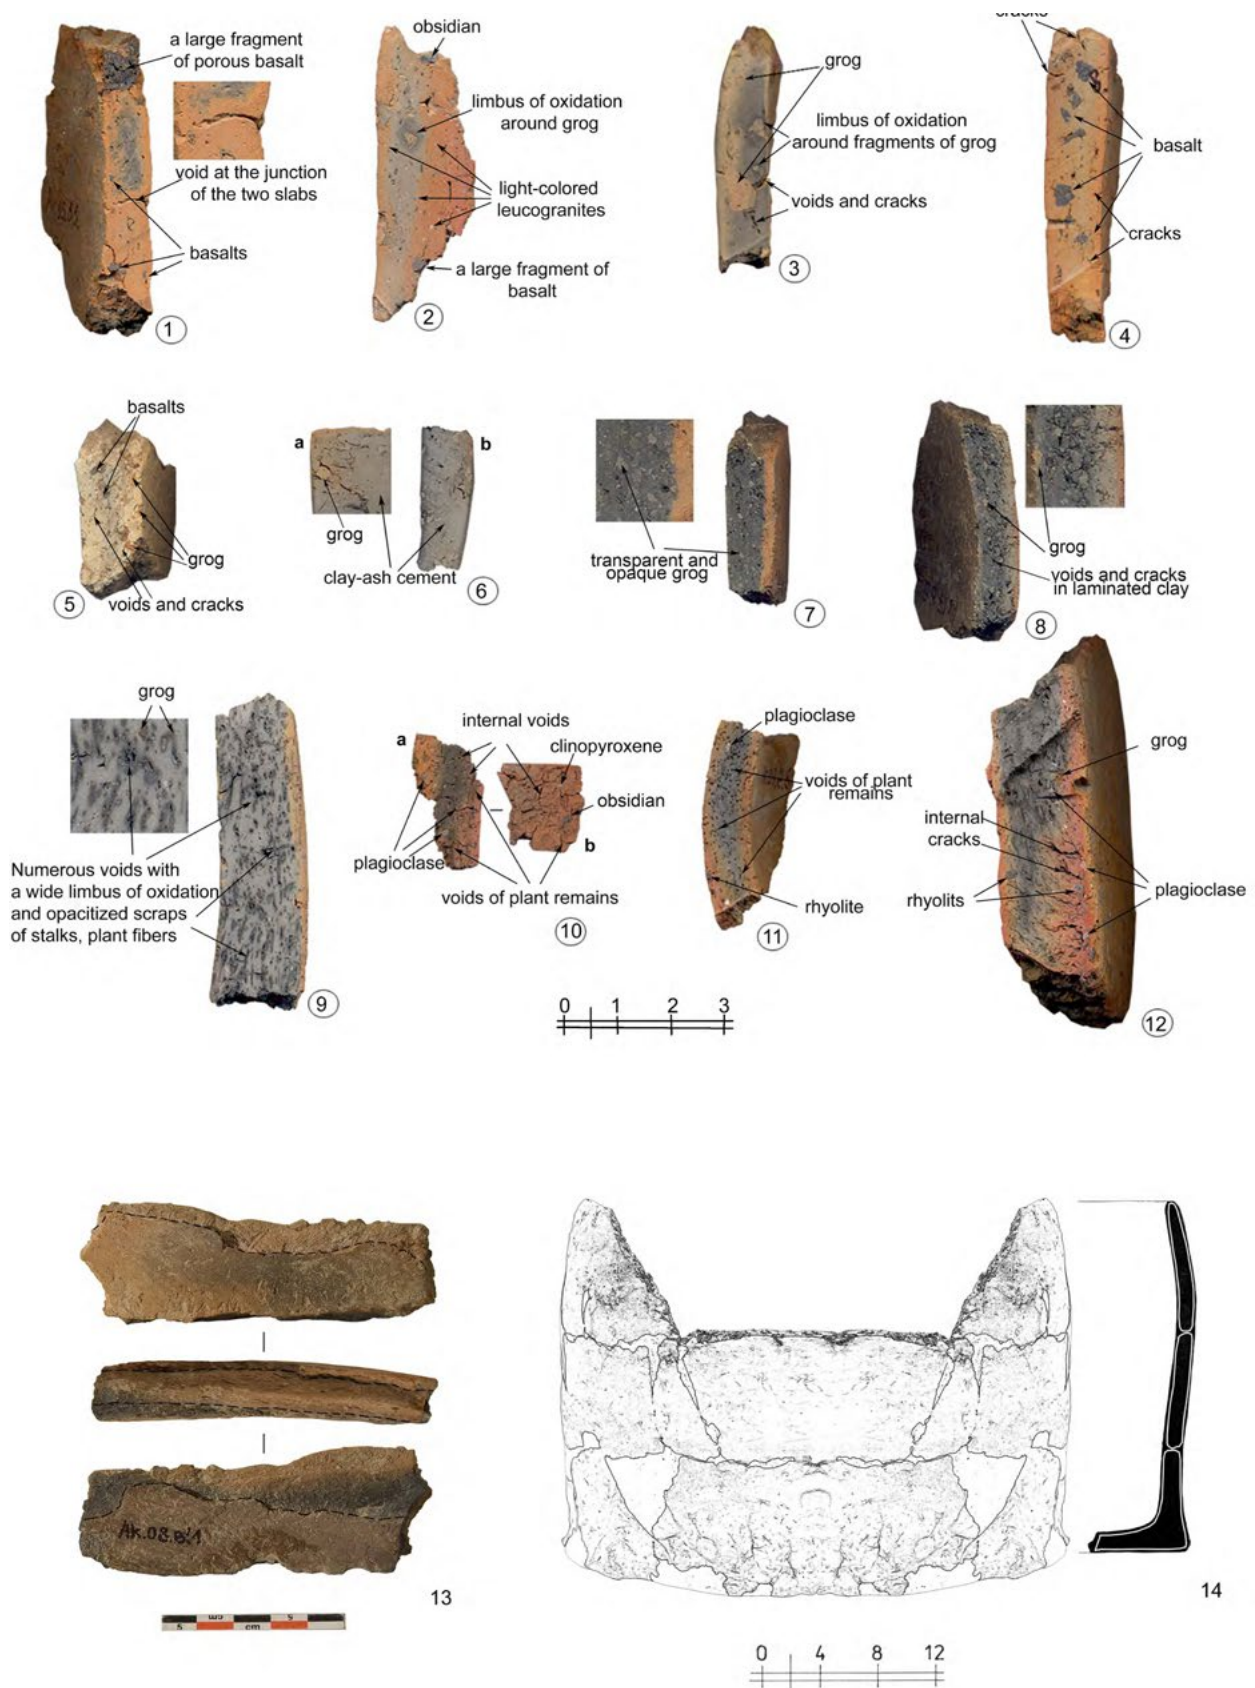 a large fragment
of porous basalt
void at the junction
of the two slabs
basalts
1
obsidian
limbus of oxidation
around grog
light-colored
leucogranites
a large fragment of
basalt
2
grog
limbus of oxidation
around fragments of grog
voids and cracks
3
cracks
basalt
cracks
4
basalts
grog
voids and cracks
5
a
b
grog
clay-ash cement
6
transparent and
opaque grog
7
grog
voids and cracks
in laminated clay
8
grog
Numerous voids with
a wide limbus of oxidation
and opacitized scraps
of stalks, plant fibers
9
internal voids
a
clinopyroxene
obsidian
b
plagioclase
voids of plant remains
10
plagioclase
voids of plant
remains
rhyolite
11
grog
internal
cracks
rhyolits
plagioclase
12
0 1 2 3
Ak.08.B.1
13
5 cm 5
14
0 4 8 12